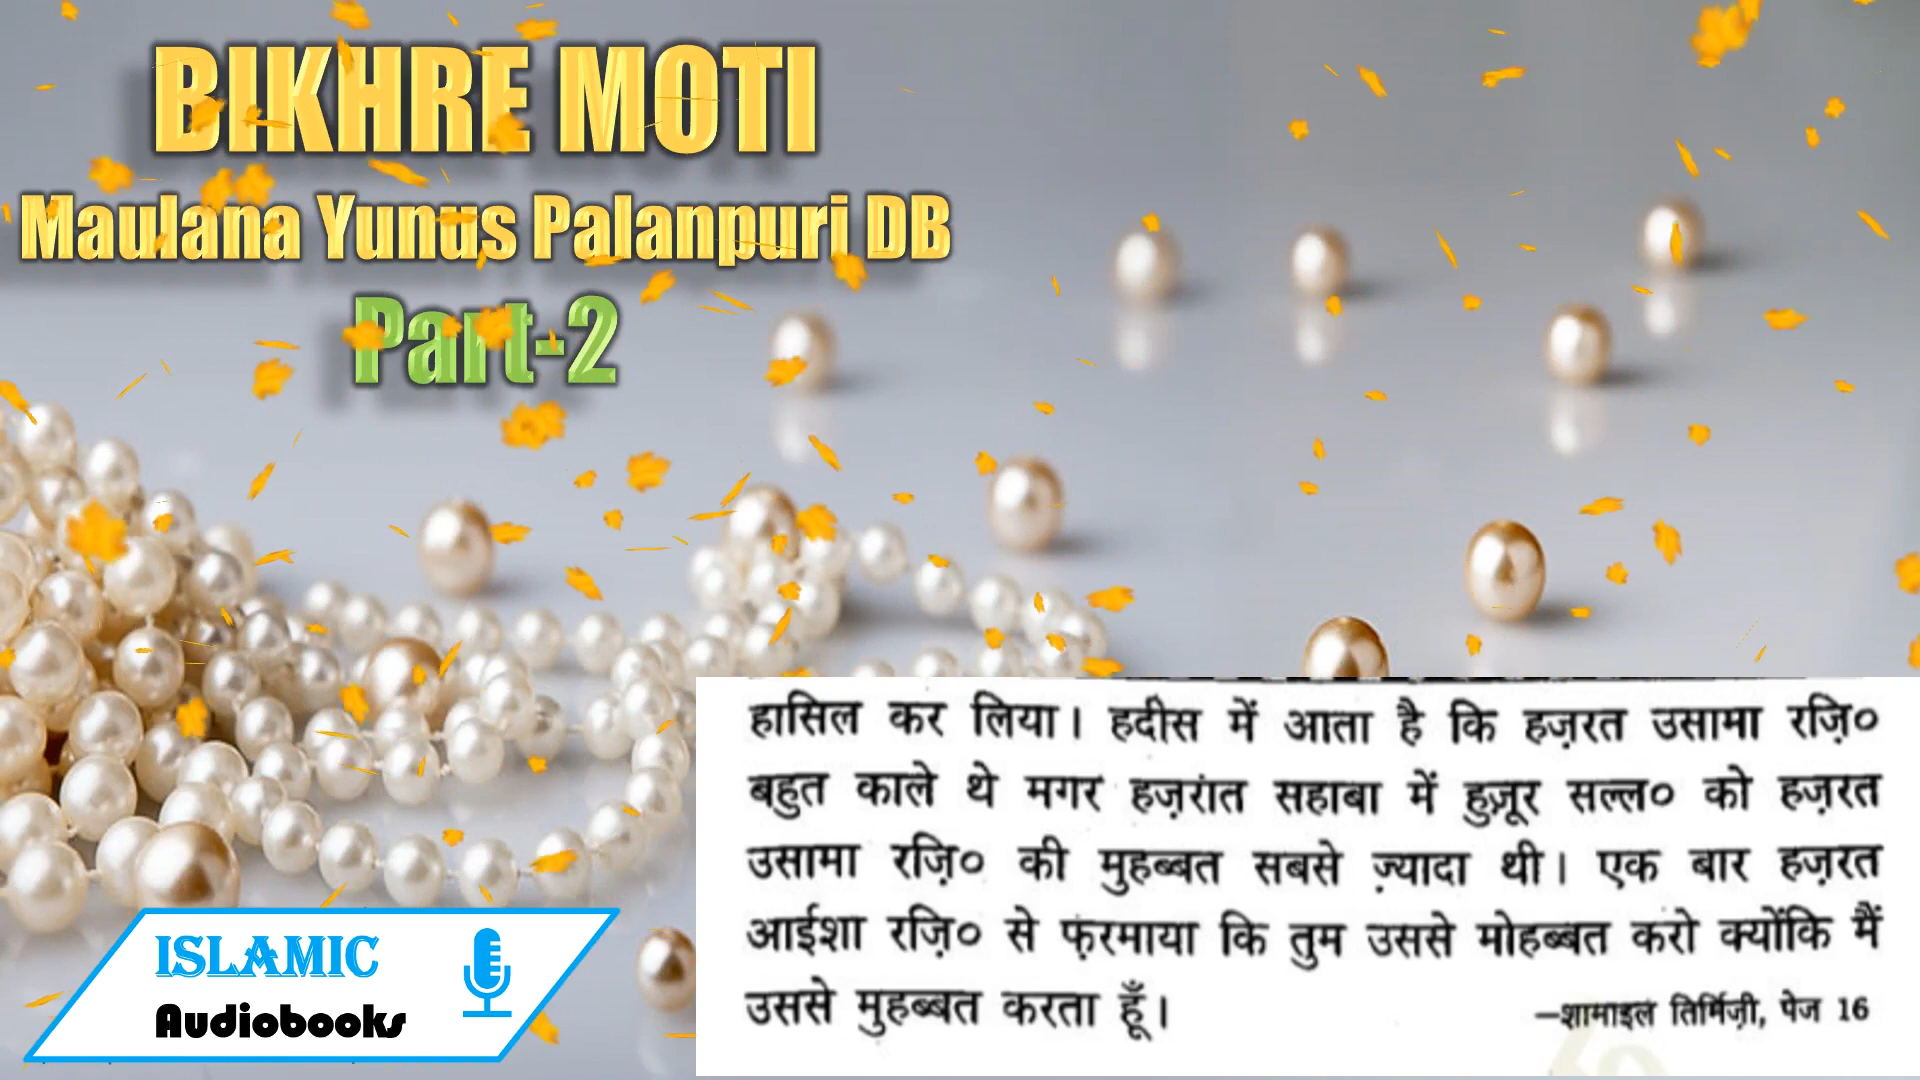 BIKHRE MOTI
Maulana Yunus Palanpuri DB
Part-2
हासिल कर लिया। हदीस में आता है कि हज़रत उसामा रज़ि०
बहुत काले थे मगर हज़रांत सहाबा में हुज़ूर सल्ल० को हज़रत
उसामा रज़ि० की मुहब्बत सबसे ज़्यादा थी। एक बार हज़रत
आईशा रज़ि० से फ़रमाया कि तुम उससे मोहब्बत करो क्योंकि मैं
उससे मुहब्बत करता हूँ।
—शामाइल तिर्मिज़ी, पेज 16
ISLAMIC
Audiobooks